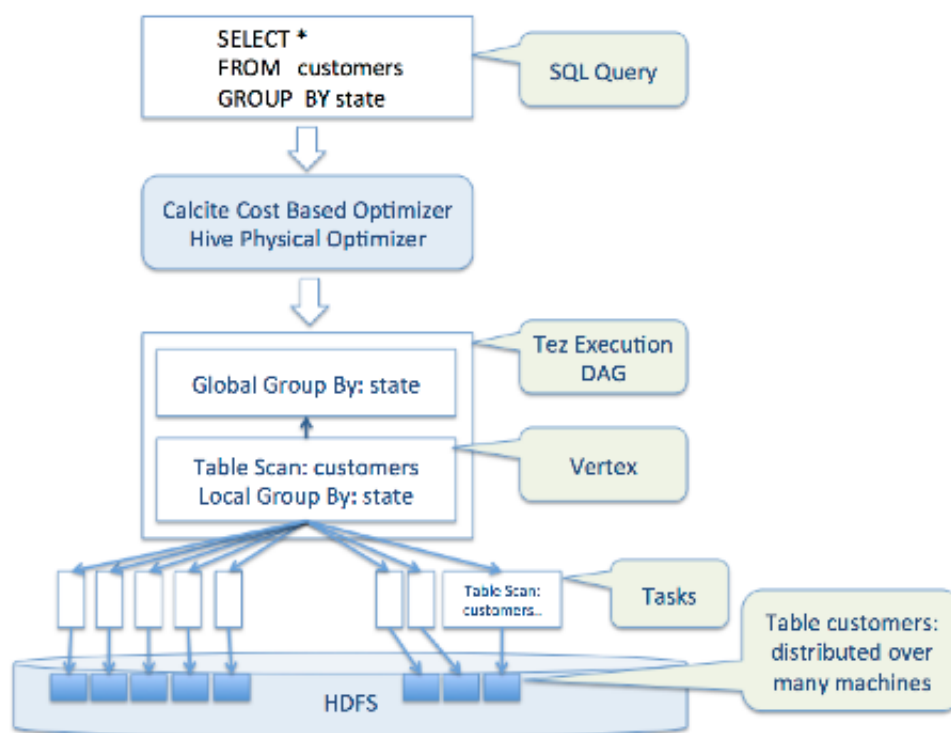 SELECT *
FROM customers
GROUP BY state
SQL Query
Calcite Cost Based Optimizer
Hive Physical Optimizer
Tez Execution
DAG
Global Group By: state
Table Scan: customers
Local Group By: state
Vertex
Table Scan:
customers..
Tasks
Table customers:
distributed over
many machines
HDFS